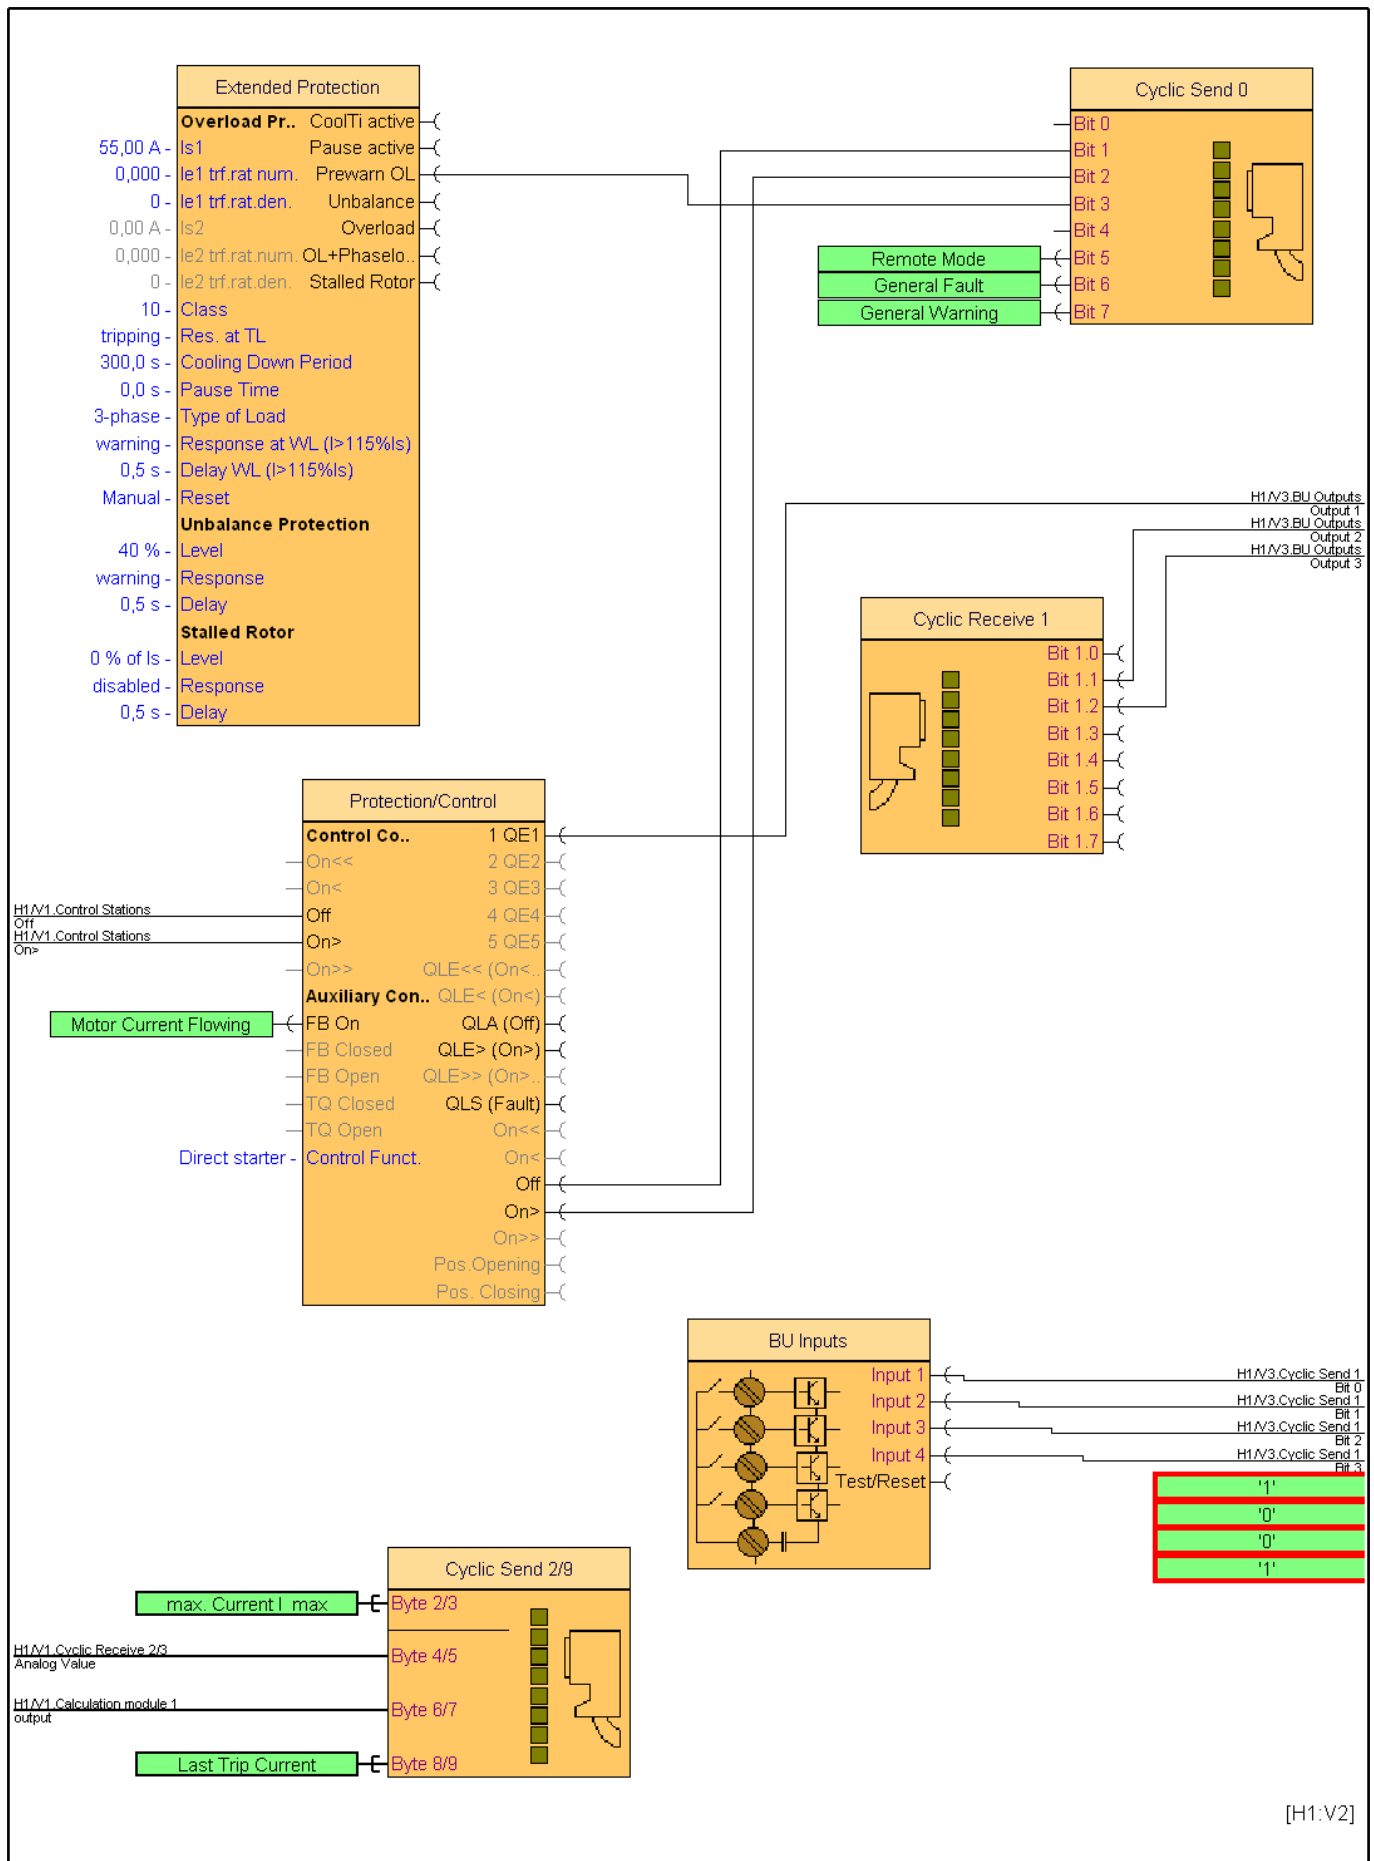 Extended Protection
Overload Pr.. CoolTi active
55,00 A - Is1 Pause active
0,000 - Ie1 trf.rat num. Prewarn OL
0 - Ie1 trf.rat.den. Unbalance
0,00 A - Is2 Overload
0,000 - Ie2 trf.rat.num. OL+Phaselo..
0 - Ie2 trf.rat.den. Stalled Rotor
10 - Class
tripping - Res. at TL
300,0 s - Cooling Down Period
0,0 s - Pause Time
3-phase - Type of Load
warning - Response at WL (I>115%Is)
0,5 s - Delay WL (I>115%Is)
Manual - Reset
Unbalance Protection
40 % - Level
warning - Response
0,5 s - Delay
Stalled Rotor
0 % of Is - Level
disabled - Response
0,5 s - Delay
Cyclic Send 0
Bit 0
Bit 1
Bit 2
Bit 3
Bit 4
Remote Mode Bit 5
General Fault Bit 6
General Warning Bit 7
H1/V3.BU Outputs
Output 1
H1/V3.BU Outputs
Output 2
H1/V3.BU Outputs
Output 3
Cyclic Receive 1
Bit 1.0
Bit 1.1
Bit 1.2
Bit 1.3
Bit 1.4
Bit 1.5
Bit 1.6
Bit 1.7
Protection/Control
Control Co.. 1 QE1
On<< 2 QE2
On< 3 QE3
H1/V1.Control Stations
Off
Off 4 QE4
H1/V1.Control Stations
On>
On> 5 QE5
On>> QLE<< (On<..
Auxiliary Con.. QLE< (On<)
Motor Current Flowing FB On QLA (Off)
FB Closed QLE> (On>)
FB Open QLE>> (On>..
TQ Closed QLS (Fault)
TQ Open On<<
Direct starter - Control Funct. On<
Off
On>
On>>
Pos.Opening
Pos. Closing
BU Inputs
Input 1
Input 2
Input 3
Input 4
Test/Reset
H1/V3.Cyclic Send 1
Bit 0
H1/V3.Cyclic Send 1
Bit 1
H1/V3.Cyclic Send 1
Bit 2
H1/V3.Cyclic Send 1
Bit 3
'1'
'0'
'0'
'1'
Cyclic Send 2/9
max. Current I max Byte 2/3
H1/V1.Cyclic Receive 2/3
Analog Value
Byte 4/5
H1/V1.Calculation module 1
output
Byte 6/7
Last Trip Current Byte 8/9
[H1:V2]